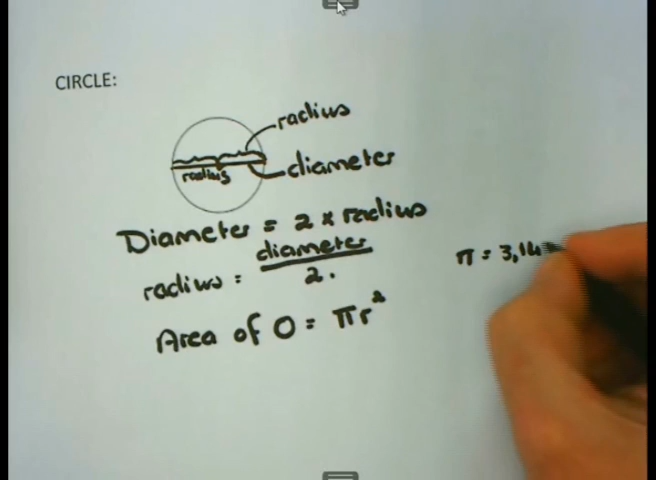 CIRCLE:
radius
diameter
radius
Diameter = 2 × radius
radius = diameter
2.
π = 3,14
Area of O = πr²